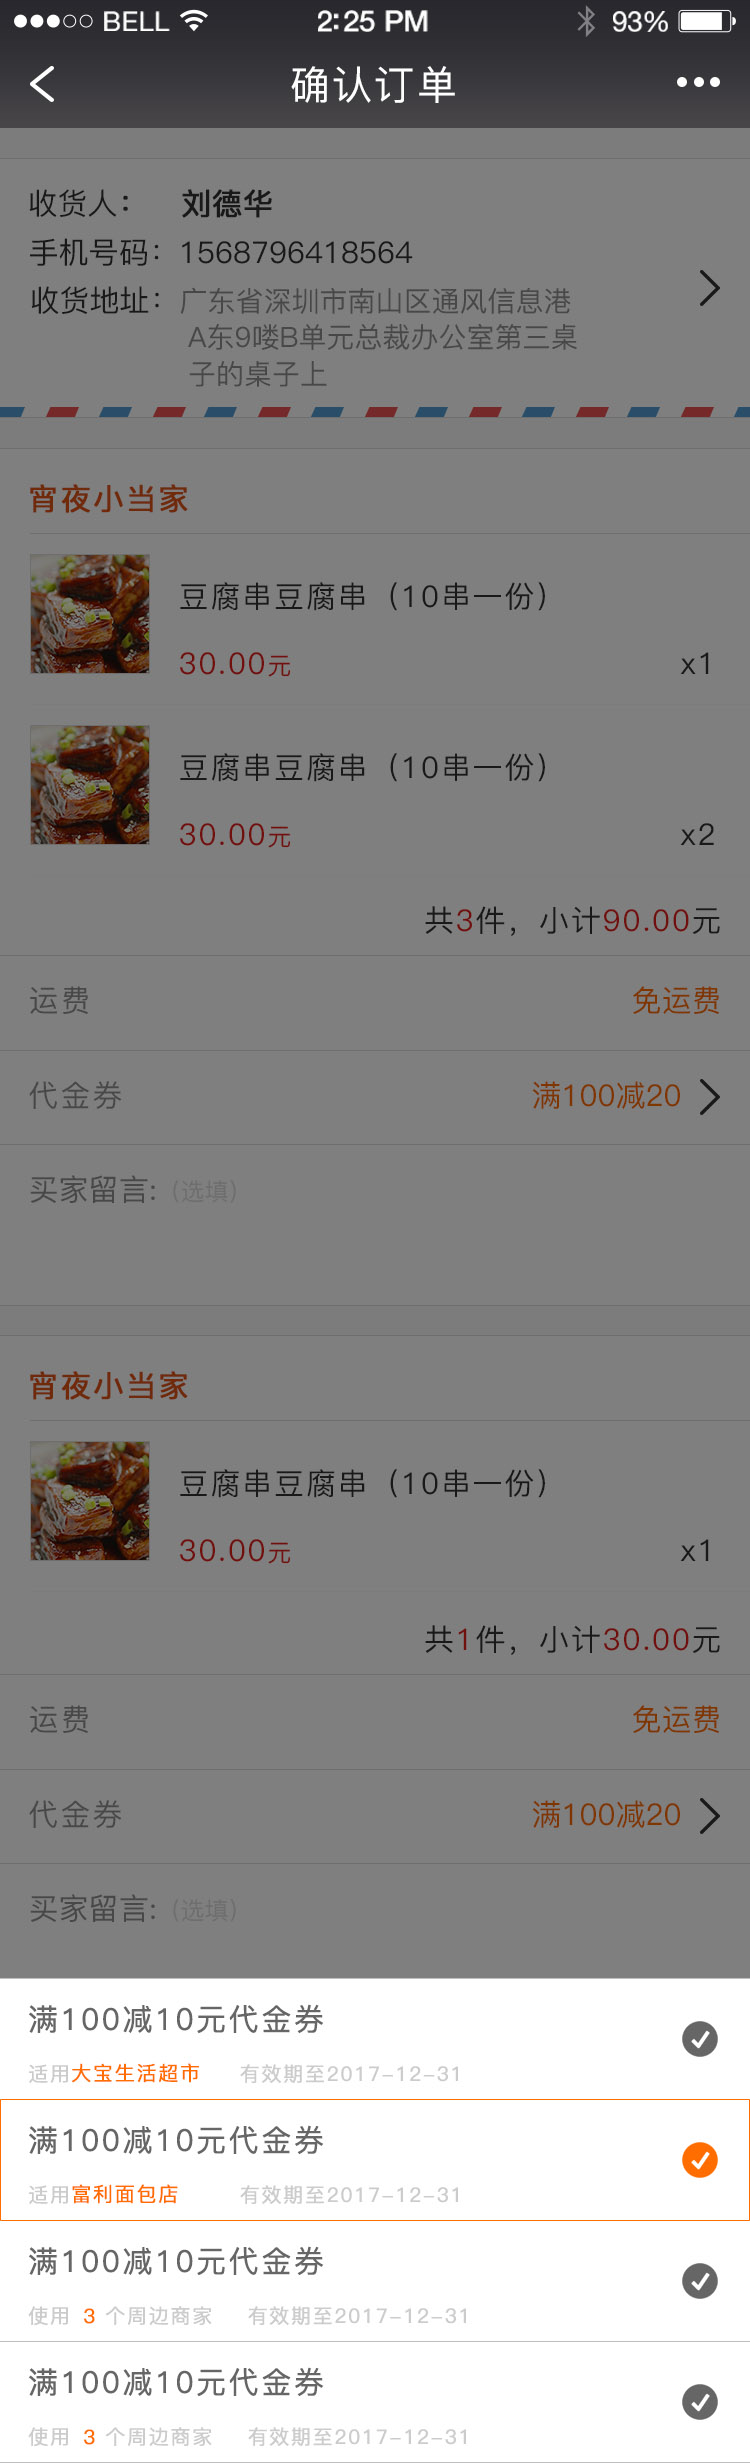 BELL 2:25 PM 93%
确认订单
收货人： 刘德华
手机号码：1568796418564
收货地址：广东省深圳市南山区通风信息港
A东9喽B单元总裁办公室第三桌
子的桌子上
宵夜小当家
豆腐串豆腐串（10串一份）
30.00元 x1
豆腐串豆腐串（10串一份）
30.00元 x2
共3件，小计90.00元
运费 免运费
代金券 满100减20
买家留言:（选填）
宵夜小当家
豆腐串豆腐串（10串一份）
30.00元 x1
共1件，小计30.00元
运费 免运费
代金券 满100减20
买家留言:（选填）
满100减10元代金券
适用大宝生活超市 有效期至2017-12-31
满100减10元代金券
适用富利面包店 有效期至2017-12-31
满100减10元代金券
使用 3 个周边商家 有效期至2017-12-31
满100减10元代金券
使用 3 个周边商家 有效期至2017-12-31